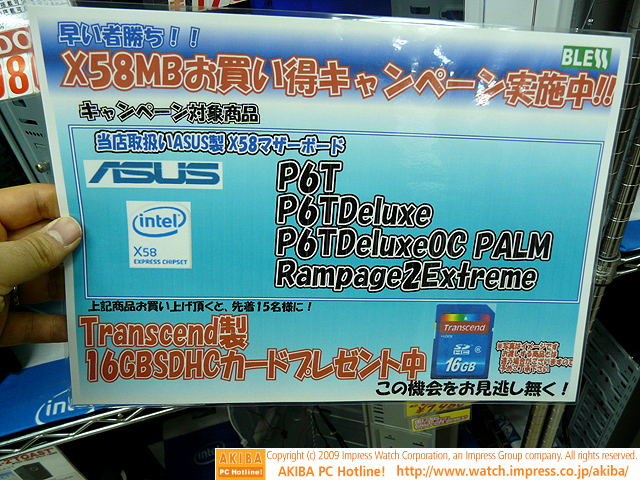 早い者勝ち！！
BLESS
X58MBお買い得キャンペーン実施中!!
キャンペーン対象商品
当店取扱いASUS製 X58マザーボード
ASUS
P6T
P6TDeluxe
intel
X58
EXPRESS CHIPSET
P6TDeluxeOC PALM
Rampage2Extreme
上記商品お買い上げ頂くと、先着15名様に！
Transcend製
16GBSDHCカードプレゼント中
Transcend
16GB
この機会をお見逃し無く！
intel
AKIBA
PC Hotline!
Copyright (c) 2009 Impress Watch Corporation, an Impress Group company. All rights reserved.
AKIBA PC Hotline! http://www.watch.impress.co.jp/akiba/